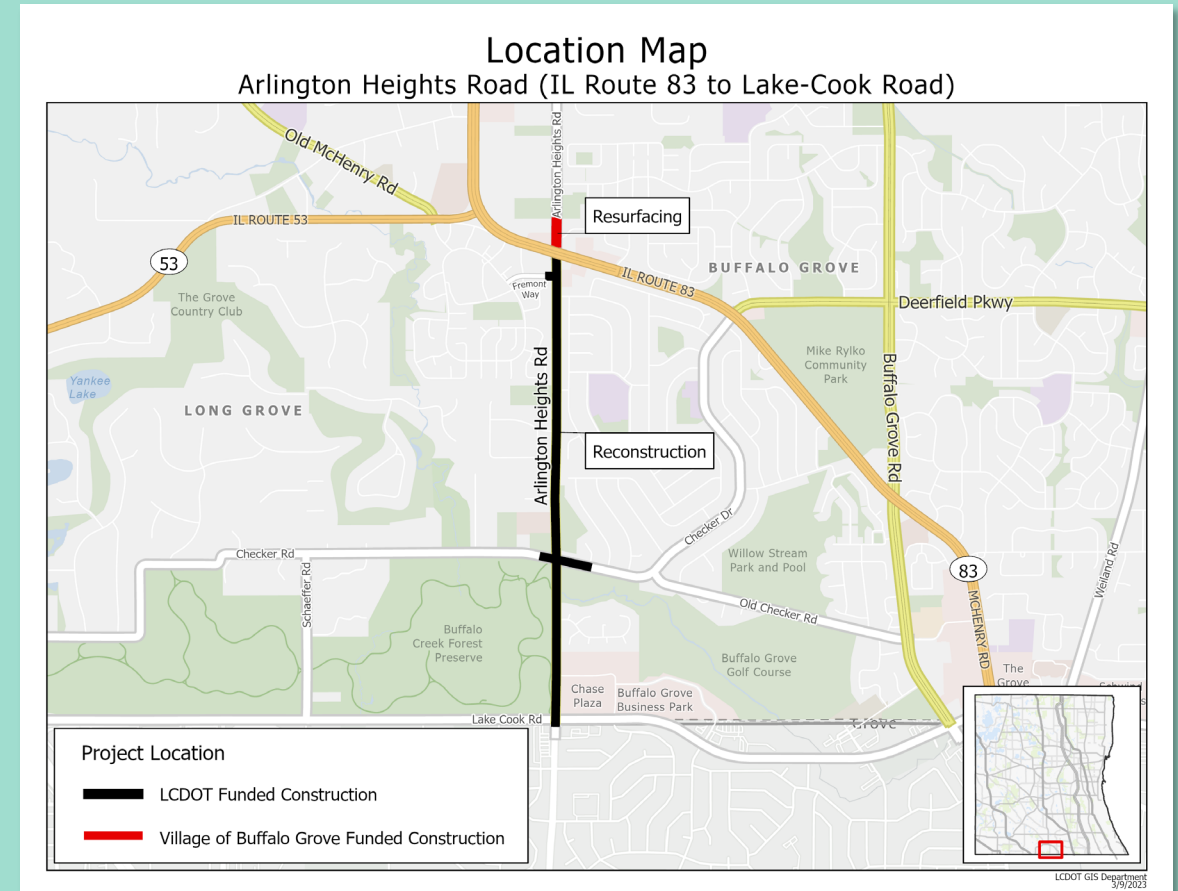 Location Map
Arlington Heights Road (IL Route 83 to Lake-Cook Road)
Arlington Heights Rd
Old McHenry Rd
Resurfacing
IL ROUTE 53
53
IL ROUTE 83
BUFFALO GROVE
Fremont
Way
The Grove
Country Club
Deerfield Pkwy
Mike Rylko
Community
Park
Buffalo Grove Rd
Yankee
Lake
LONG GROVE
Arlington Heights Rd
Reconstruction
Checker Dr
Checker Rd
Schaeffer Rd
Willow Stream
Park and Pool
83
Weiland Rd
Old Checker Rd
MCHENRY RD
Buffalo
Creek Forest
Preserve
Buffalo Grove
Golf Course
The
Grove
Chase
Plaza
Buffalo Grove
Business Park
Lake Cook Rd
Grove
Project Location
LCDOT Funded Construction
Village of Buffalo Grove Funded Construction
LCDOT GIS Department
3/9/2023